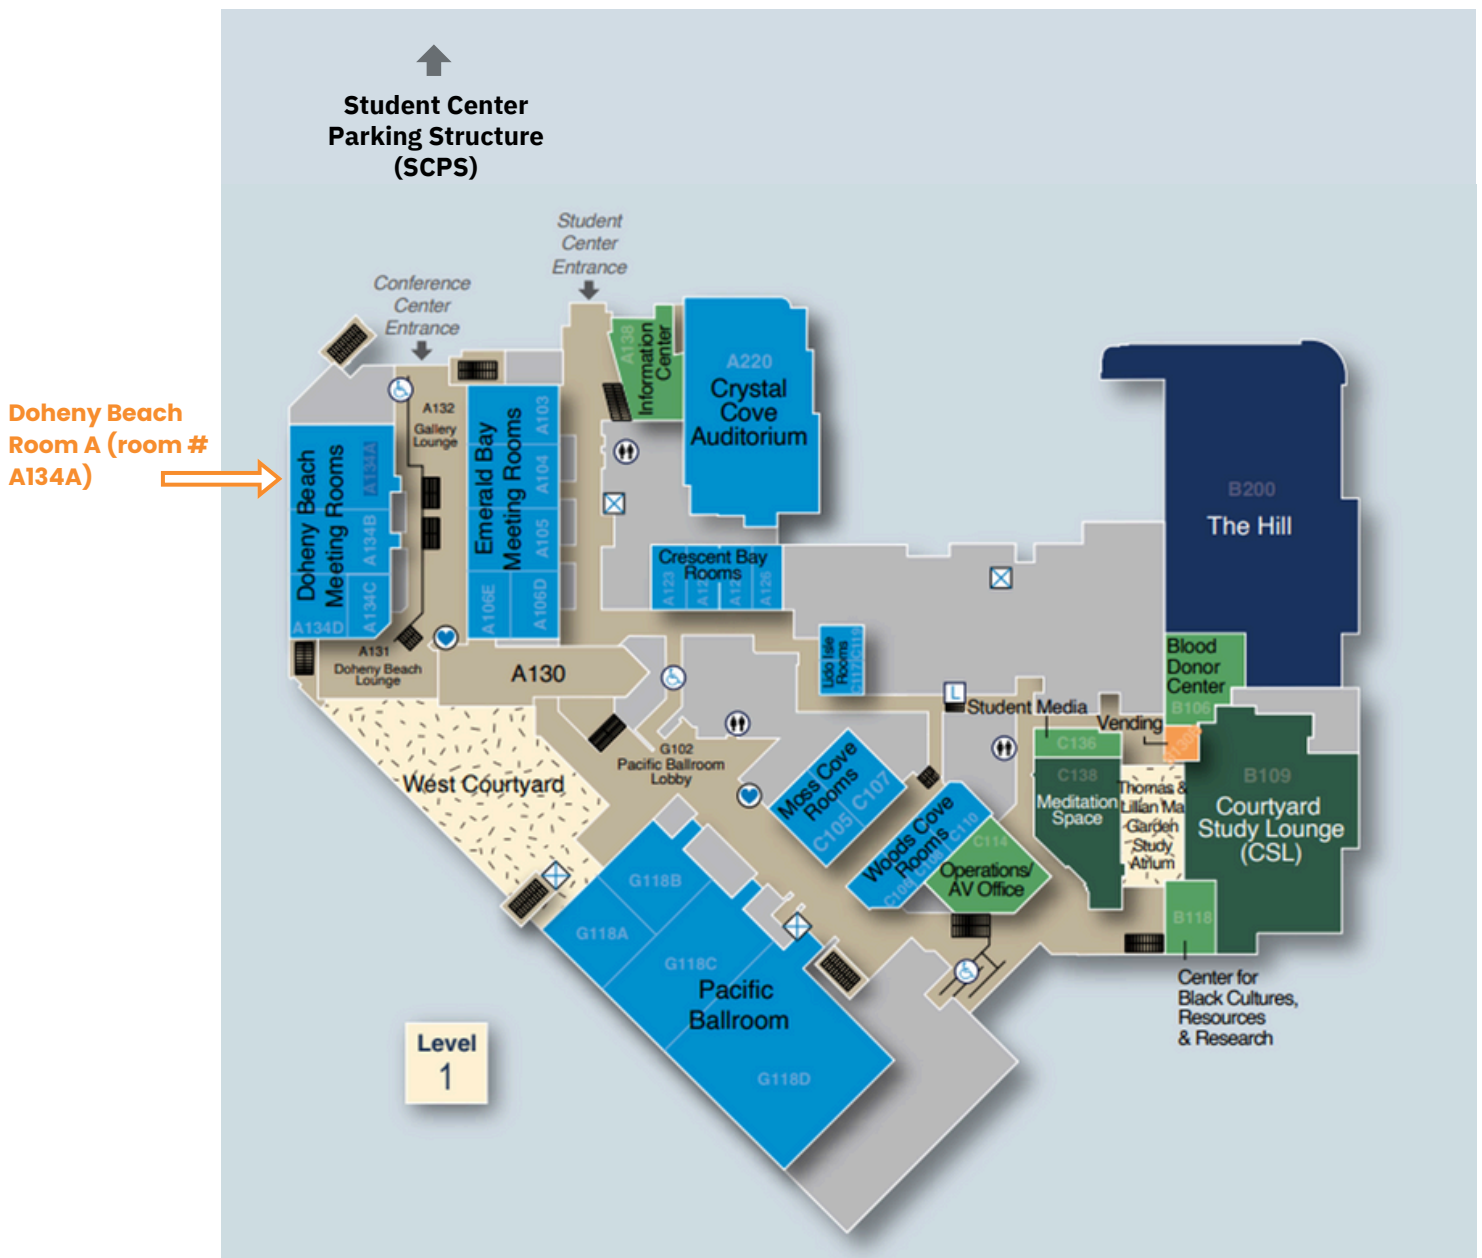 Student Center
Parking Structure
(SCPS)
Student
Center
Entrance
Conference
Center
Entrance
Doheny Beach
Room A (room #
A134A)
A138
Information
Center
A220
Crystal
Cove
Auditorium
A132
Gallery
Lounge
Doheny Beach
Meeting Rooms
A134A
A134B
A134C
A134D
Emerald Bay
Meeting Rooms
A103
A104
A105
A106D
A106E
Crescent Bay
Rooms
A123
A126
B200
The Hill
A131
Doheny Beach
Lounge
A130
Lido Isle
Rooms
C117
C119
L
Blood
Donor
Center
B106
Student Media
C136
Vending
West Courtyard
G102
Pacific Ballroom
Lobby
Moss Cove
Rooms
C105
C107
Woods Cove
Rooms
C110
C114
Operations/
AV Office
C138
Meditation
Space
Thomas &
Lillian Ma
Garden
Study
Atrium
B109
Courtyard
Study Lounge
(CSL)
B118
Center for
Black Cultures,
Resources
& Research
G118B
G118A
G118C
Pacific
Ballroom
G118D
Level
1